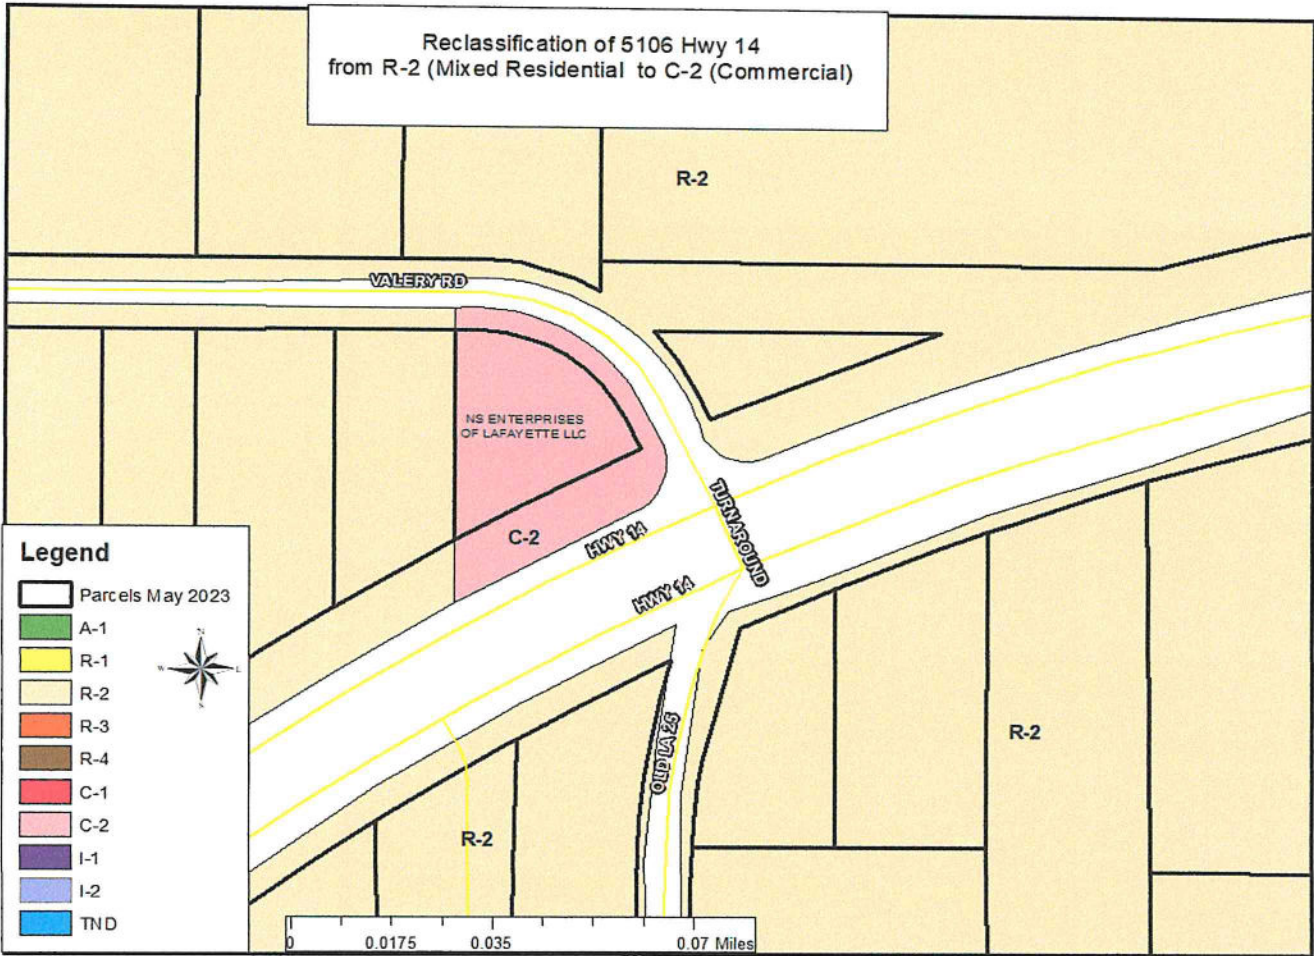 Reclassification of 5106 Hwy 14
from R-2 (Mixed Residential to C-2 (Commercial)
R-2
VALERY RD
NS ENTERPRISES
OF LAFAYETTE LLC
C-2
HWY 14
TURNAROUND
HWY 14
OLD LA 25
R-2
R-2
Legend
Parcels May 2023
A-1
R-1
R-2
R-3
R-4
C-1
C-2
I-1
I-2
TND
N
W
E
S
0 0.0175 0.035 0.07 Miles